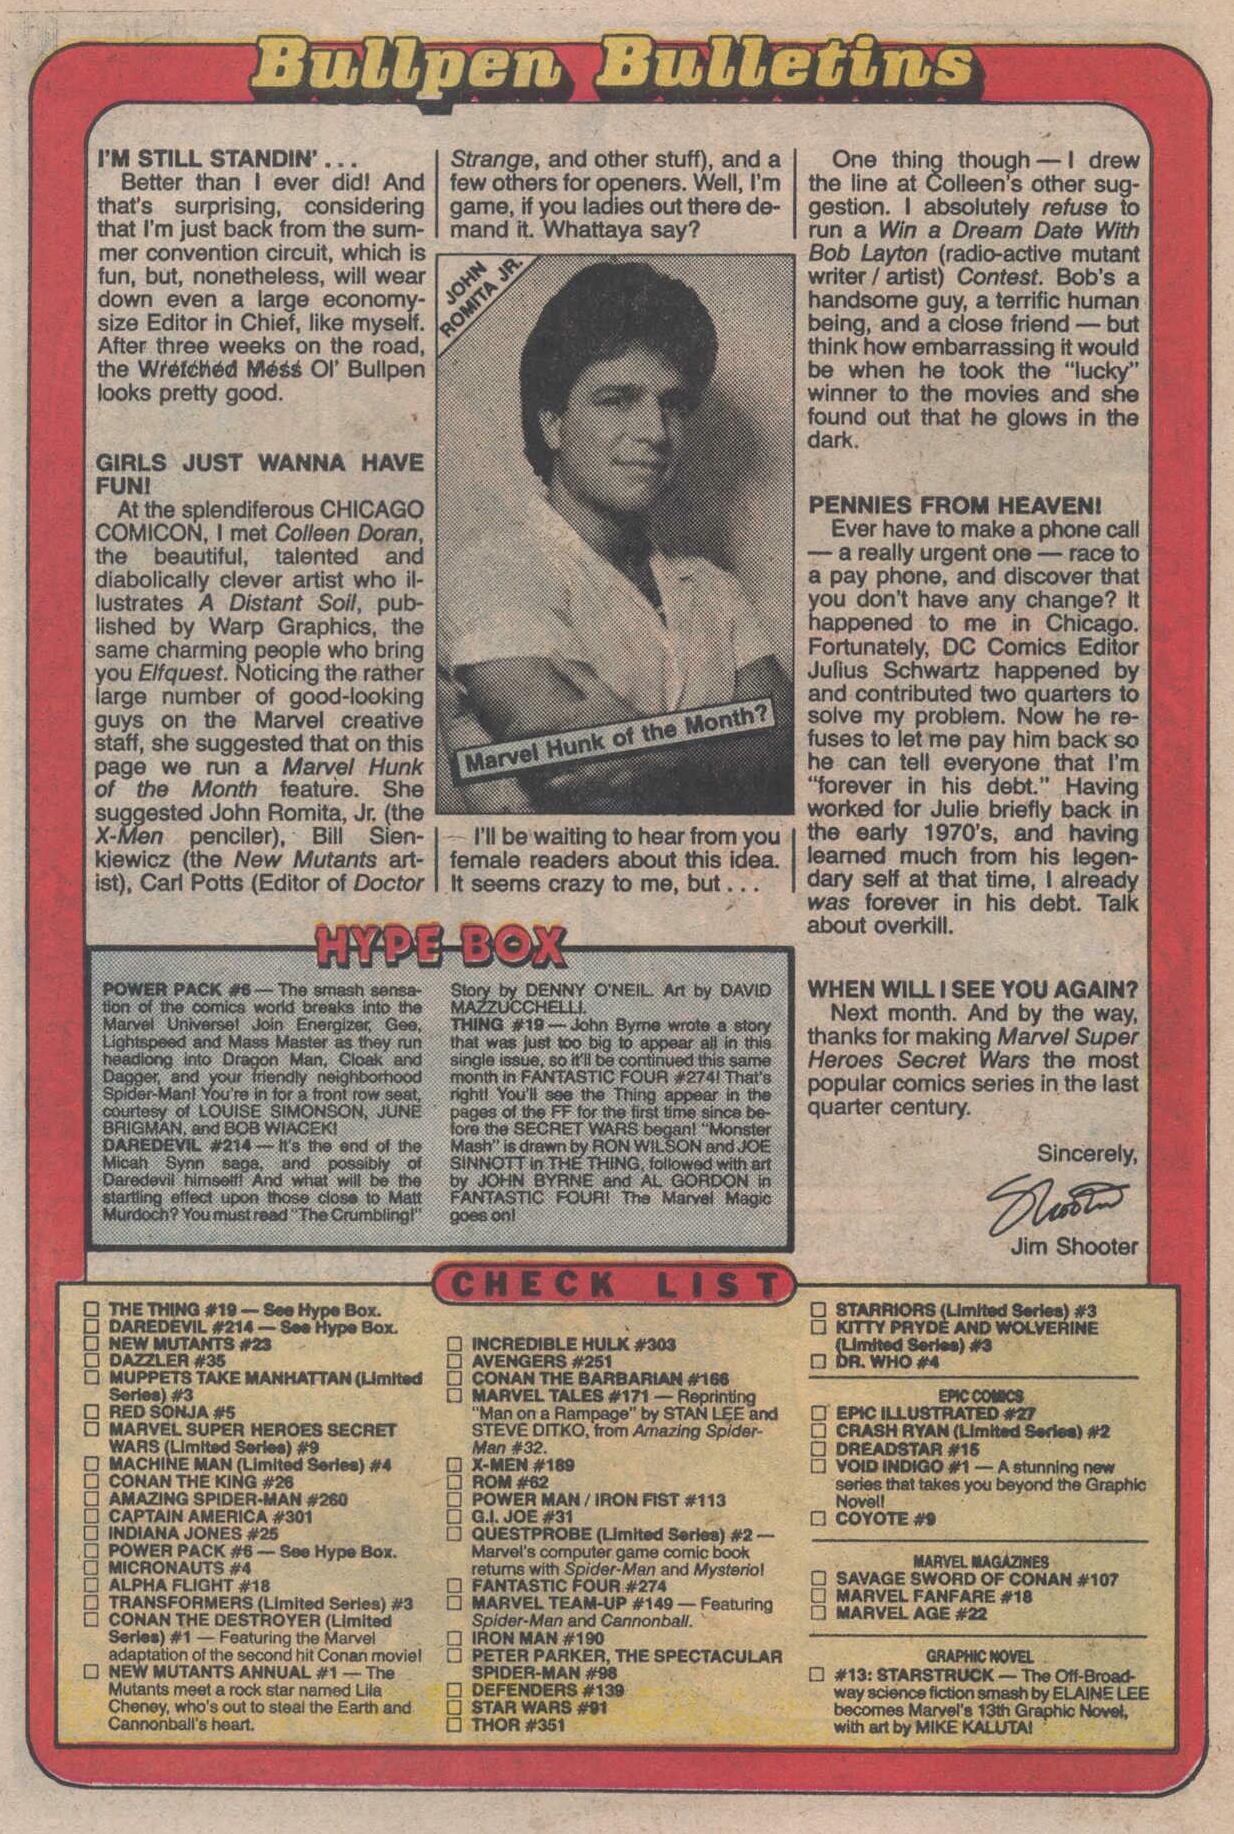 Bullpen Bulletins
I'M STILL STANDIN' . . .
Better than I ever did! And
that's surprising, considering
that I'm just back from the sum-
mer convention circuit, which is
fun, but, nonetheless, will wear
down even a large economy-
size Editor in Chief, like myself.
After three weeks on the road,
the Wretched Mess Ol' Bullpen
looks pretty good.
GIRLS JUST WANNA HAVE
FUN!
At the splendiferous CHICAGO
COMICON, I met Colleen Doran,
the beautiful, talented and
diabolically clever artist who il-
lustrates A Distant Soil, pub-
lished by Warp Graphics, the
same charming people who bring
you Elfquest. Noticing the rather
large number of good-looking
guys on the Marvel creative
staff, she suggested that on this
page we run a Marvel Hunk
of the Month feature. She
suggested John Romita, Jr. (the
X-Men penciler), Bill Sien-
kiewicz (the New Mutants art-
ist), Carl Potts (Editor of Doctor
Strange, and other stuff), and a
few others for openers. Well, I'm
game, if you ladies out there de-
mand it. Whattaya say?
JOHN
ROMITA JR.
Marvel Hunk of the Month?
I'll be waiting to hear from you
female readers about this idea.
It seems crazy to me, but . . .
One thing though — I drew
the line at Colleen's other sug-
gestion. I absolutely refuse to
run a Win a Dream Date With
Bob Layton (radio-active mutant
writer / artist) Contest. Bob's a
handsome guy, a terrific human
being, and a close friend — but
think how embarrassing it would
be when he took the "lucky"
winner to the movies and she
found out that he glows in the
dark.
PENNIES FROM HEAVEN!
Ever have to make a phone call
— a really urgent one — race to
a pay phone, and discover that
you don't have any change? It
happened to me in Chicago.
Fortunately, DC Comics Editor
Julius Schwartz happened by
and contributed two quarters to
solve my problem. Now he re-
fuses to let me pay him back so
he can tell everyone that I'm
"forever in his debt." Having
worked for Julie briefly back in
the early 1970's, and having
learned much from his legen-
dary self at that time, I already
was forever in his debt. Talk
about overkill.
WHEN WILL I SEE YOU AGAIN?
Next month. And by the way,
thanks for making Marvel Super
Heroes Secret Wars the most
popular comics series in the last
quarter century.
Sincerely,
Shooter
Jim Shooter
HYPE BOX
POWER PACK #6 — The smash sensa-
tion of the comics world breaks into the
Marvel Universe! Join Energizer, Gee,
Lightspeed and Mass Master as they run
headlong into Dragon Man, Cloak and
Dagger, and your friendly neighborhood
Spider-Man! You're in for a front row seat,
courtesy of LOUISE SIMONSON, JUNE
BRIGMAN, and BOB WIACEK!
DAREDEVIL #214 — It's the end of the
Micah Synn saga, and possibly of
Daredevil himself! And what will be the
startling effect upon those close to Matt
Murdoch? You must read "The Crumbling!"
Story by DENNY O'NEIL. Art by DAVID
MAZZUCCHELLI.
THING #19 — John Byrne wrote a story
that was just too big to appear all in this
single issue, so it'll be continued this same
month in FANTASTIC FOUR #274! That's
right! You'll see the Thing appear in the
pages of the FF for the first time since be-
fore the SECRET WARS began! "Monster
Mash" is drawn by RON WILSON and JOE
SINNOTT in THE THING, followed with art
by JOHN BYRNE and AL GORDON in
FANTASTIC FOUR! The Marvel Magic
goes on!
CHECK LIST
THE THING #19 — See Hype Box.
DAREDEVIL #214 — See Hype Box.
NEW MUTANTS #23
DAZZLER #35
MUPPETS TAKE MANHATTAN (Limited
Series) #3
RED SONJA #5
MARVEL SUPER HEROES SECRET
WARS (Limited Series) #9
MACHINE MAN (Limited Series) #4
CONAN THE KING #26
AMAZING SPIDER-MAN #260
CAPTAIN AMERICA #301
INDIANA JONES #25
POWER PACK #6 — See Hype Box.
MICRONAUTS #4
ALPHA FLIGHT #18
TRANSFORMERS (Limited Series) #3
CONAN THE DESTROYER (Limited
Series) #1 — Featuring the Marvel
adaptation of the second hit Conan movie!
NEW MUTANTS ANNUAL #1 — The
Mutants meet a rock star named Lila
Cheney, who's out to steal the Earth and
Cannonball's heart.
INCREDIBLE HULK #303
AVENGERS #251
CONAN THE BARBARIAN #166
MARVEL TALES #171 — Reprinting
"Man on a Rampage" by STAN LEE and
STEVE DITKO, from Amazing Spider-
Man #32.
X-MEN #189
ROM #62
POWER MAN / IRON FIST #113
G.I. JOE #31
QUESTPROBE (Limited Series) #2 —
Marvel's computer game comic book
returns with Spider-Man and Mysterio!
FANTASTIC FOUR #274
MARVEL TEAM-UP #149 — Featuring
Spider-Man and Cannonball.
IRON MAN #190
PETER PARKER, THE SPECTACULAR
SPIDER-MAN #98
DEFENDERS #139
STAR WARS #91
THOR #351
STARRIORS (Limited Series) #3
KITTY PRYDE AND WOLVERINE
(Limited Series) #3
DR. WHO #4
EPIC COMICS
EPIC ILLUSTRATED #27
CRASH RYAN (Limited Series) #2
DREADSTAR #15
VOID INDIGO #1 — A stunning new
series that takes you beyond the Graphic
Novel!
COYOTE #9
MARVEL MAGAZINES
SAVAGE SWORD OF CONAN #107
MARVEL FANFARE #18
MARVEL AGE #22
GRAPHIC NOVEL
#13: STARSTRUCK — The Off-Broad-
way science fiction smash by ELAINE LEE
becomes Marvel's 13th Graphic Novel,
with art by MIKE KALUTA!